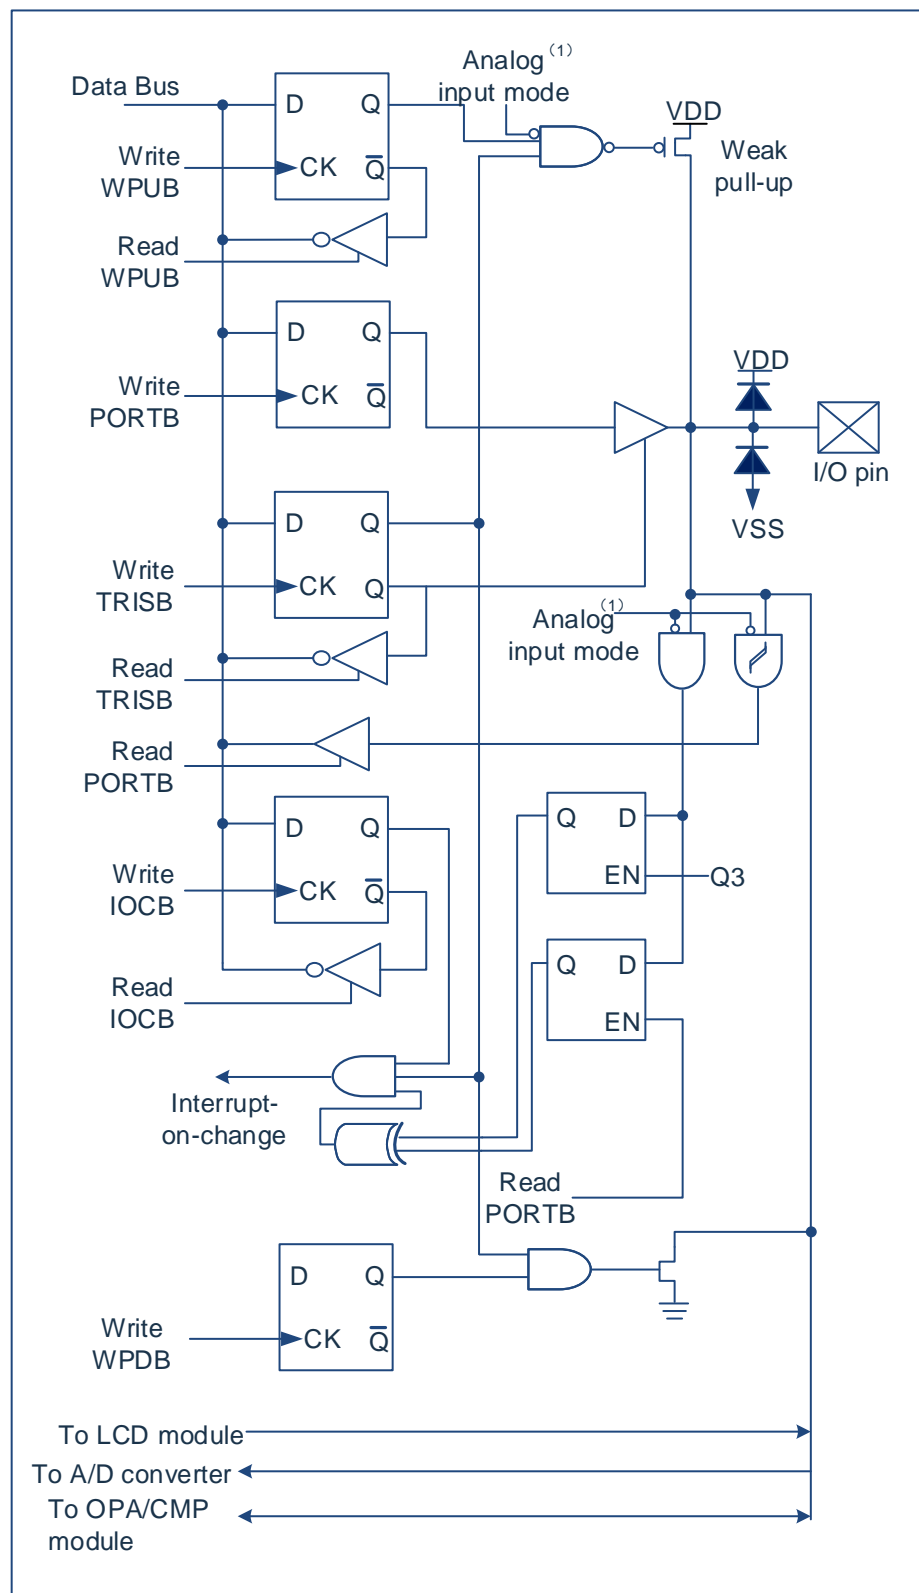 Data Bus
D
Q
CK
Q̅
Write
WPUB
Read
WPUB
Analog (1)
input mode
VDD
Weak
pull-up
D
Q
CK
Q̅
Write
PORTB
VDD
I/O pin
VSS
D
Q
CK
Q
Write
TRISB
Read
TRISB
Analog (1)
input mode
Read
PORTB
D
Q
CK
Q̅
Write
IOCB
Read
IOCB
Q
D
EN
Q3
Q
D
EN
Interrupt-
on-change
Read
PORTB
D
Q
CK
Q̅
Write
WPDB
To LCD module
To A/D converter
To OPA/CMP
module